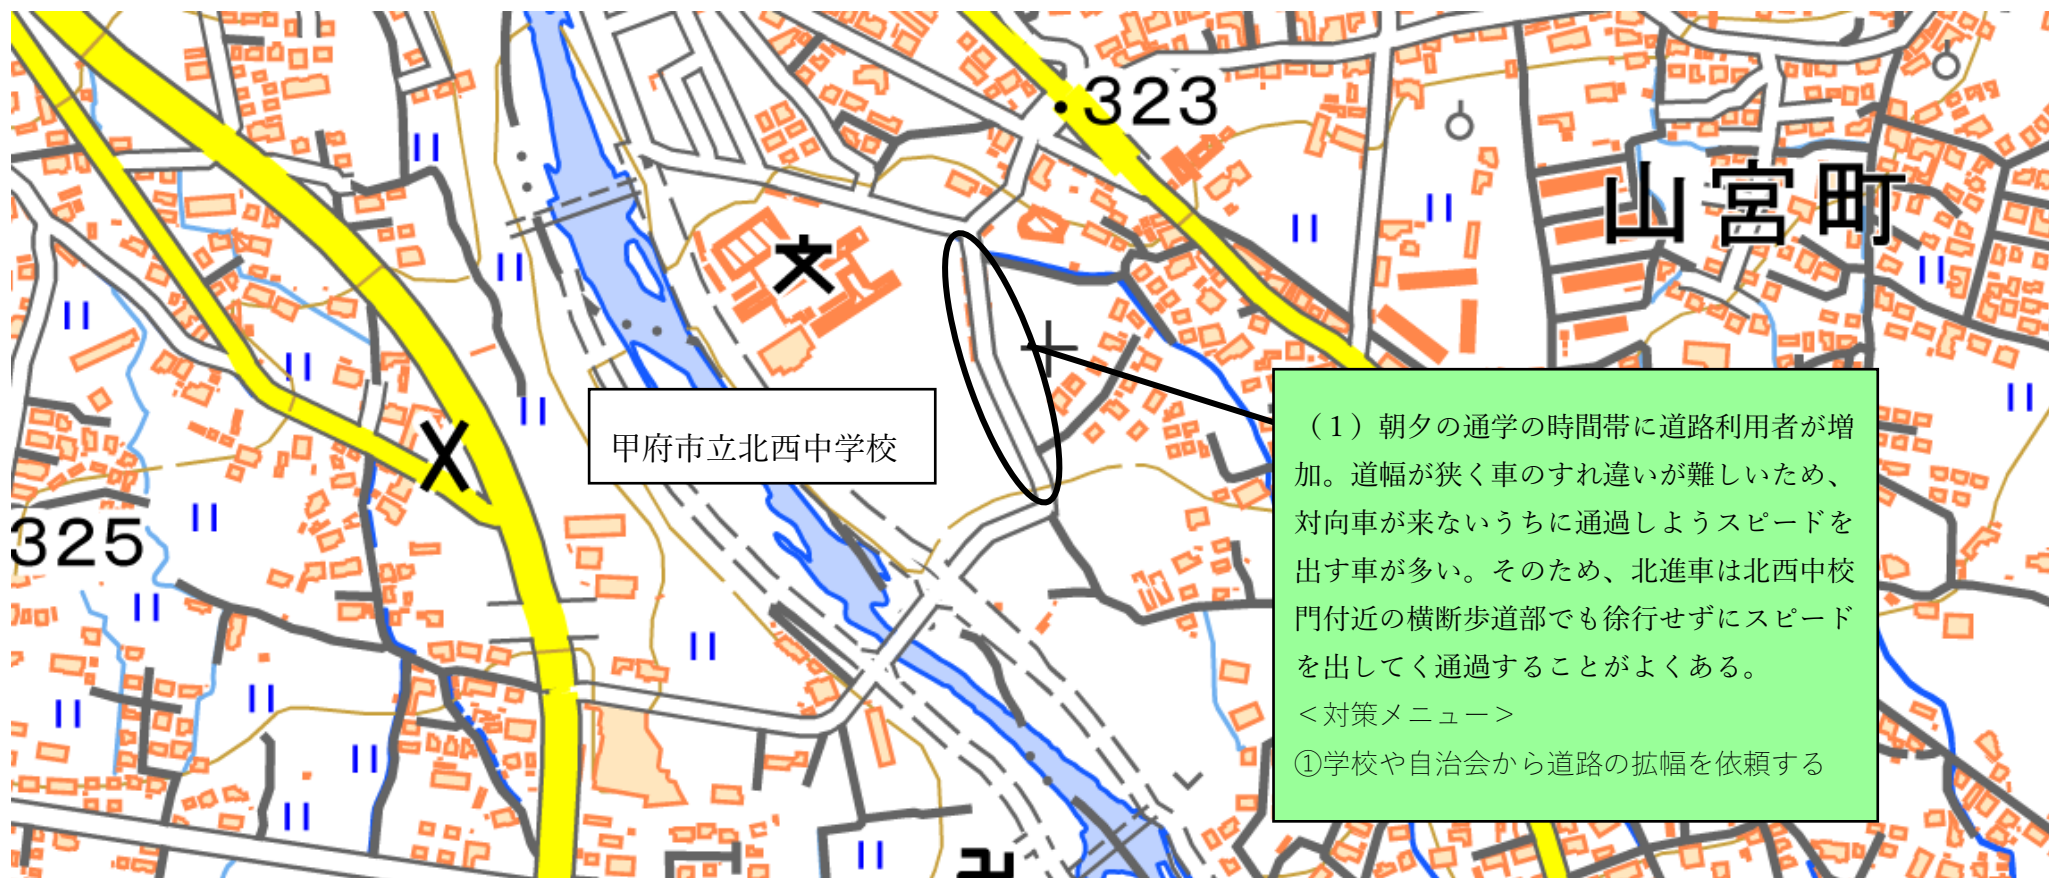 323
山宮町
甲府市立北西中学校
325
（１）朝夕の通学の時間帯に道路利用者が増
加。道幅が狭く車のすれ違いが難しいため、
対向車が来ないうちに通過しようスピードを
出す車が多い。そのため、北進車は北西中校
門付近の横断歩道部でも徐行せずにスピード
を出してく通過することがよくある。
＜対策メニュー＞
①学校や自治会から道路の拡幅を依頼する